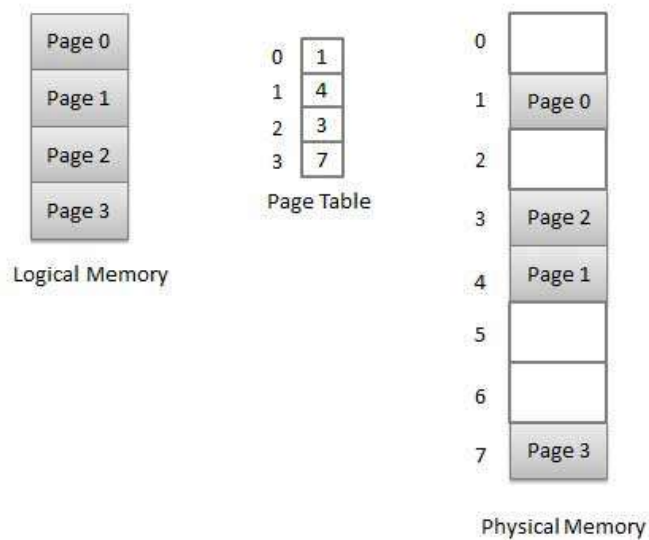 Page 0
Page 1
Page 2
Page 3
Logical Memory
0 1
1 4
2 3
3 7
Page Table
0
1 Page 0
2
3 Page 2
4 Page 1
5
6
7 Page 3
Physical Memory